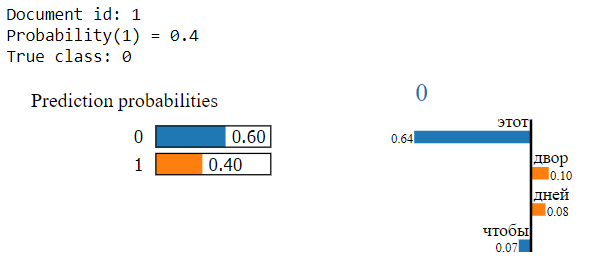 Document id: 1
Probability(1) = 0.4
True class: 0
Prediction probabilities
0 0.60
1 0.40
0
этот
0.64
двор
0.10
дней
0.08
чтобы
0.07